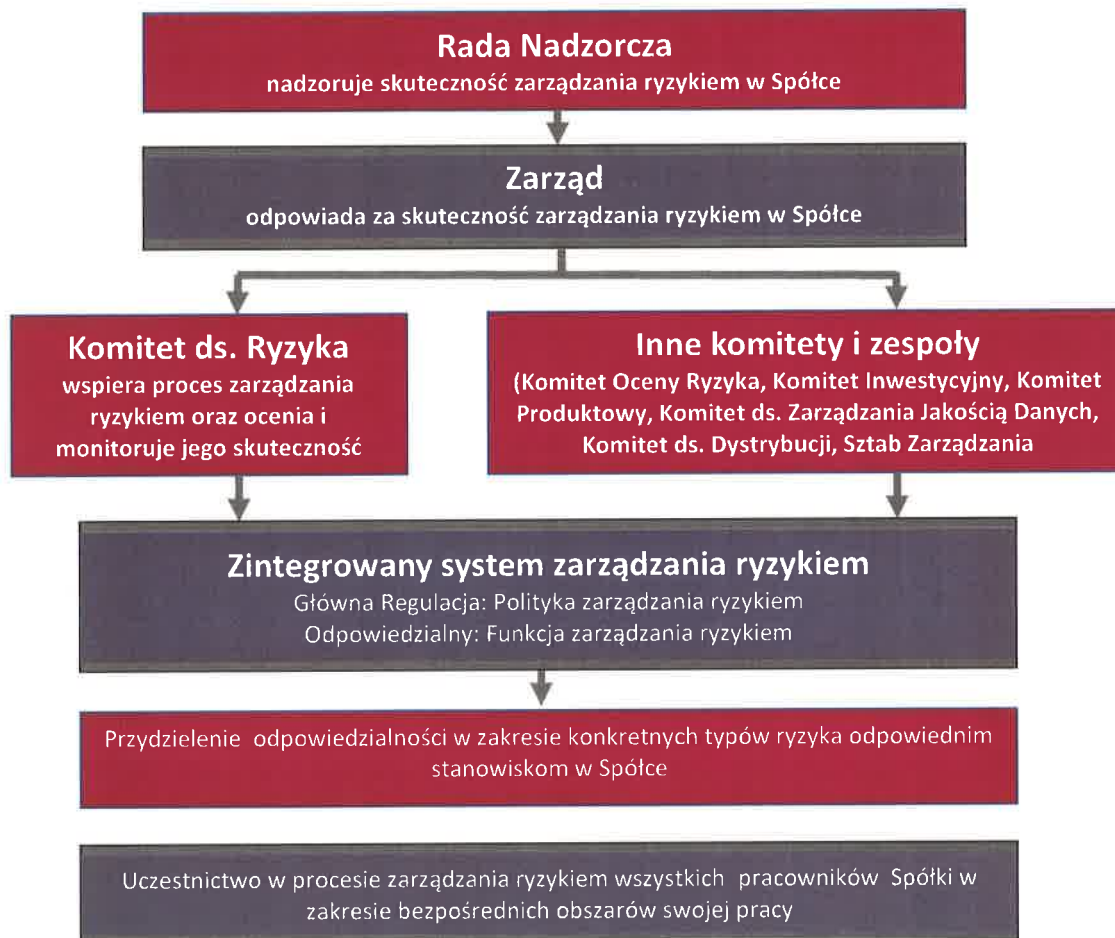 Rada Nadzorcza
nadzoruje skuteczność zarządzania ryzykiem w Spółce
Zarząd
odpowiada za skuteczność zarządzania ryzykiem w Spółce
Komitet ds. Ryzyka
wspiera proces zarządzania
ryzykiem oraz ocenia i
monitoruje jego skuteczność
Inne komitety i zespoły
(Komitet Oceny Ryzyka, Komitet Inwestycyjny, Komitet
Produktowy, Komitet ds. Zarządzania Jakością Danych,
Komitet ds. Dystrybucji, Sztab Zarządzania
Zintegrowany system zarządzania ryzykiem
Główna Regulacja: Polityka zarządzania ryzykiem
Odpowiedzialny: Funkcja zarządzania ryzykiem
Przydzielenie odpowiedzialności w zakresie konkretnych typów ryzyka odpowiednim
stanowiskom w Spółce
Uczestnictwo w procesie zarządzania ryzykiem wszystkich pracowników Spółki w
zakresie bezpośrednich obszarów swojej pracy